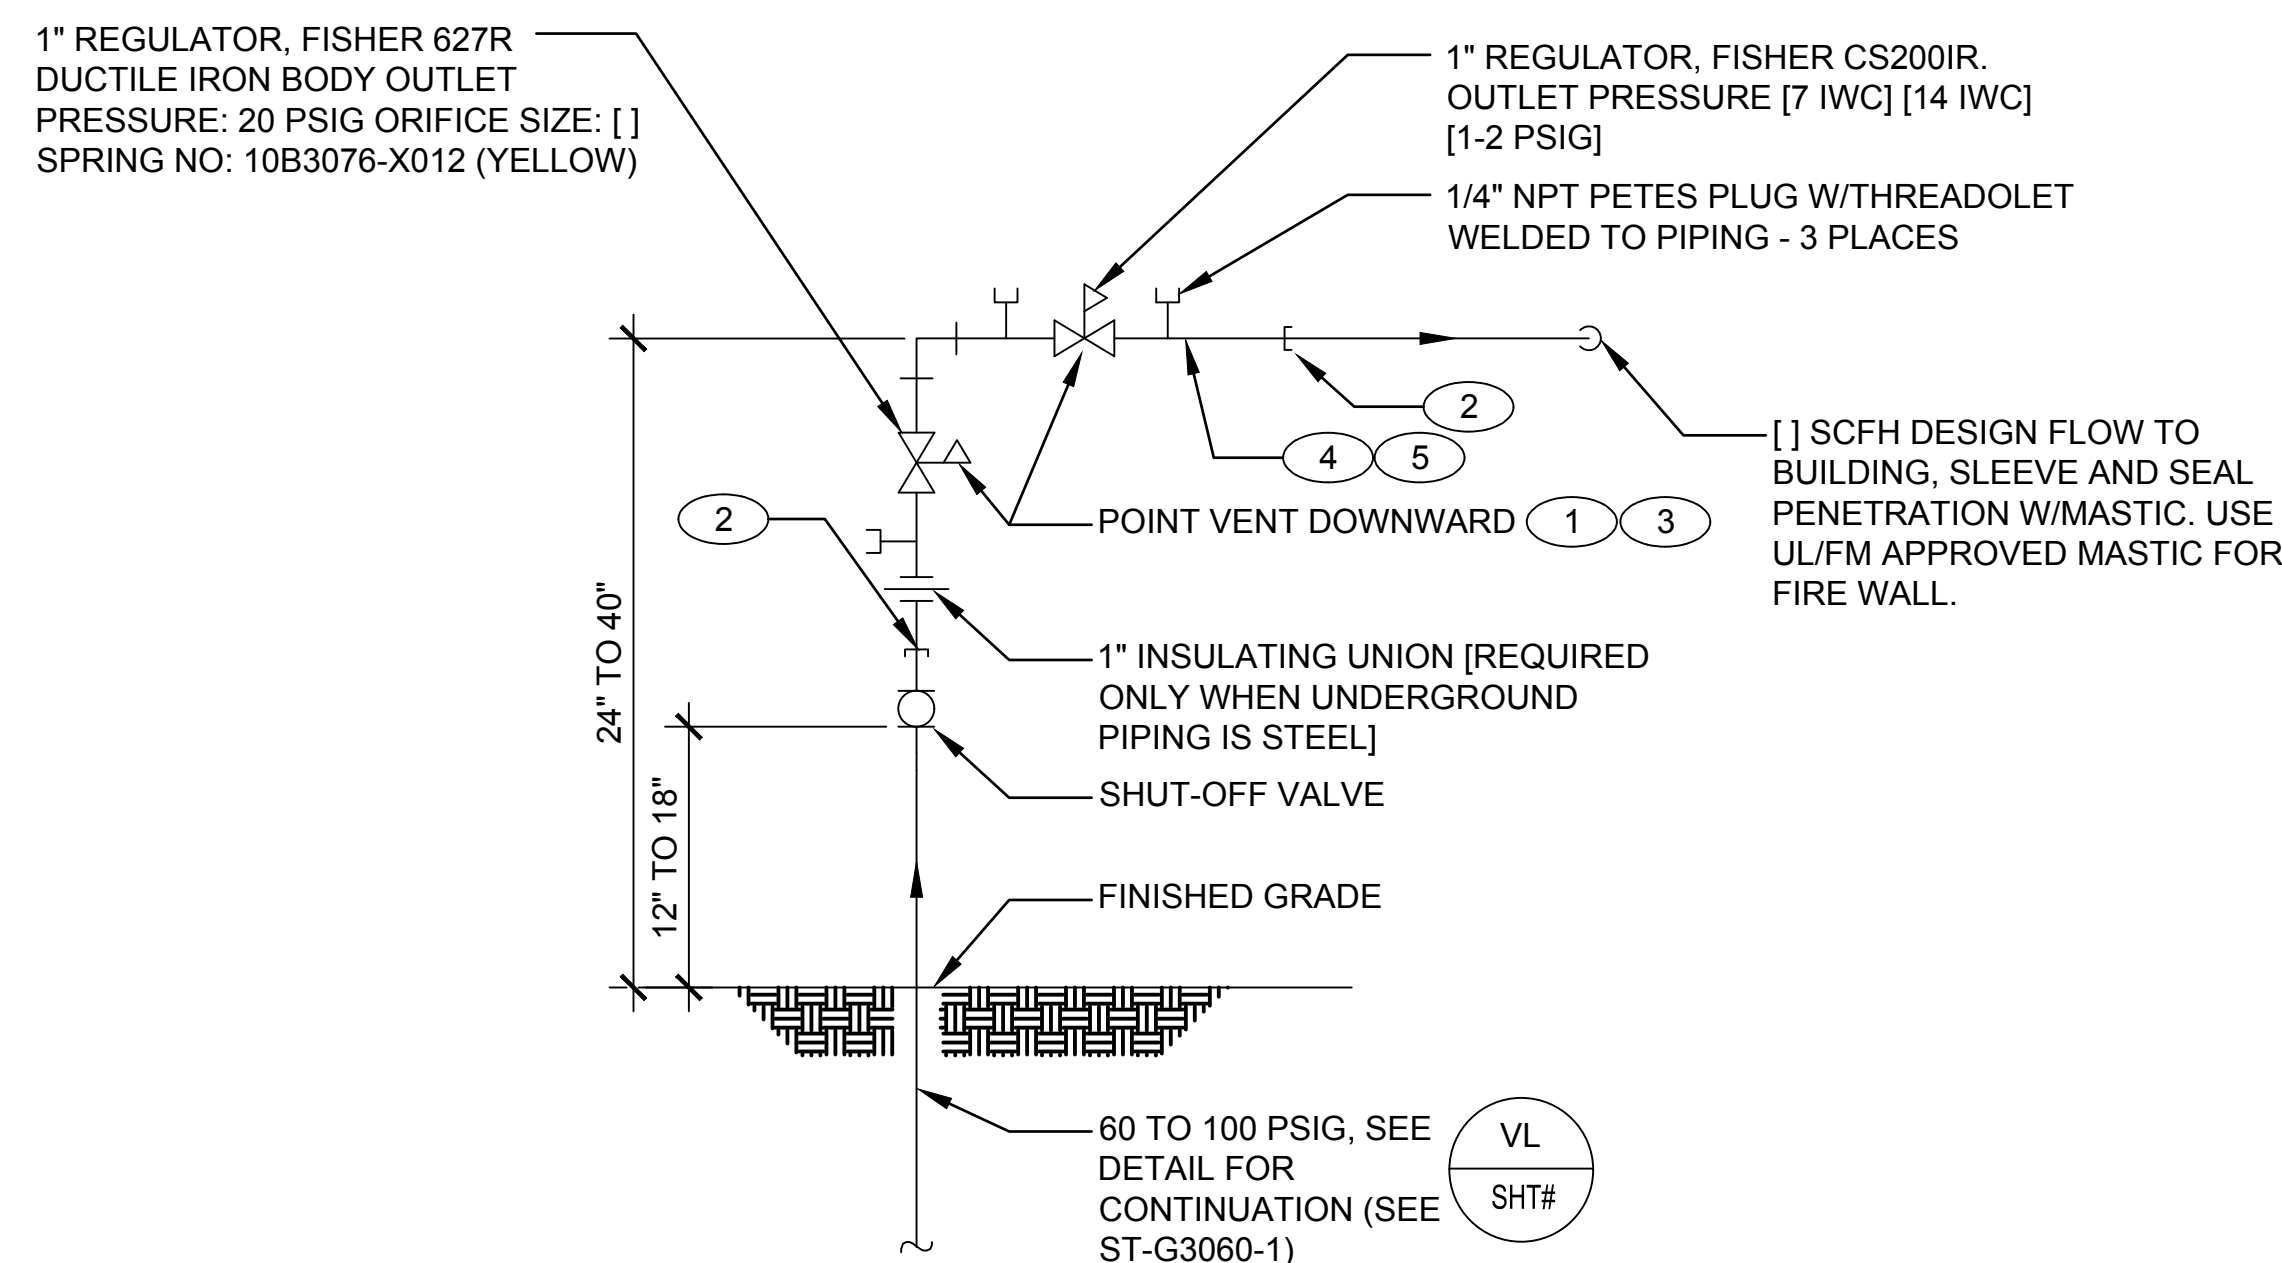 1" REGULATOR, FISHER 627R
DUCTILE IRON BODY OUTLET
PRESSURE: 20 PSIG ORIFICE SIZE: [ ]
SPRING NO: 10B3076-X012 (YELLOW)
1" REGULATOR, FISHER CS200IR.
OUTLET PRESSURE [7 IWC] [14 IWC]
[1-2 PSIG]
1/4" NPT PETES PLUG W/THREADOLET
WELDED TO PIPING - 3 PLACES
2
4 5
[ ] SCFH DESIGN FLOW TO
BUILDING, SLEEVE AND SEAL
PENETRATION W/MASTIC. USE
UL/FM APPROVED MASTIC FOR
FIRE WALL.
2
POINT VENT DOWNWARD 1 3
24" TO 40"
12" TO 18"
1" INSULATING UNION [REQUIRED
ONLY WHEN UNDERGROUND
PIPING IS STEEL]
SHUT-OFF VALVE
FINISHED GRADE
60 TO 100 PSIG, SEE
DETAIL FOR
CONTINUATION (SEE
ST-G3060-1)
VL
SHT#